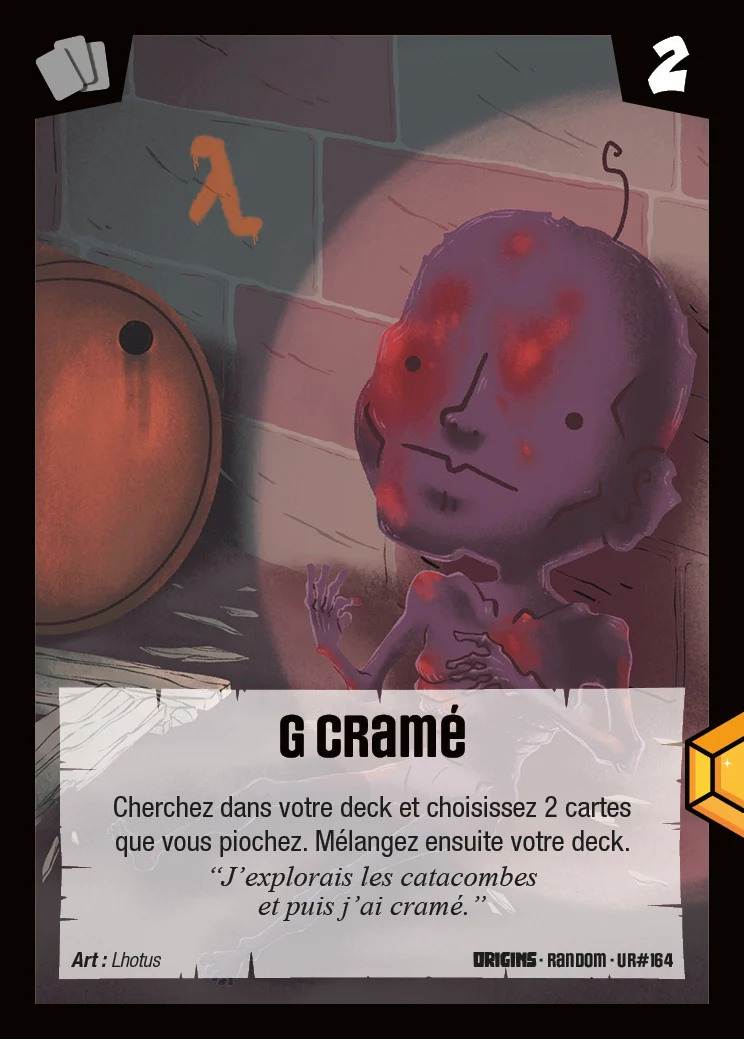 2
λ
G CRamé
Cherchez dans votre deck et choisissez 2 cartes
que vous piochez. Mélangez ensuite votre deck.
“J’explorais les catacombes
et puis j’ai cramé.”
Art : Lhotus
ORIGINS · RanDom · UR#164